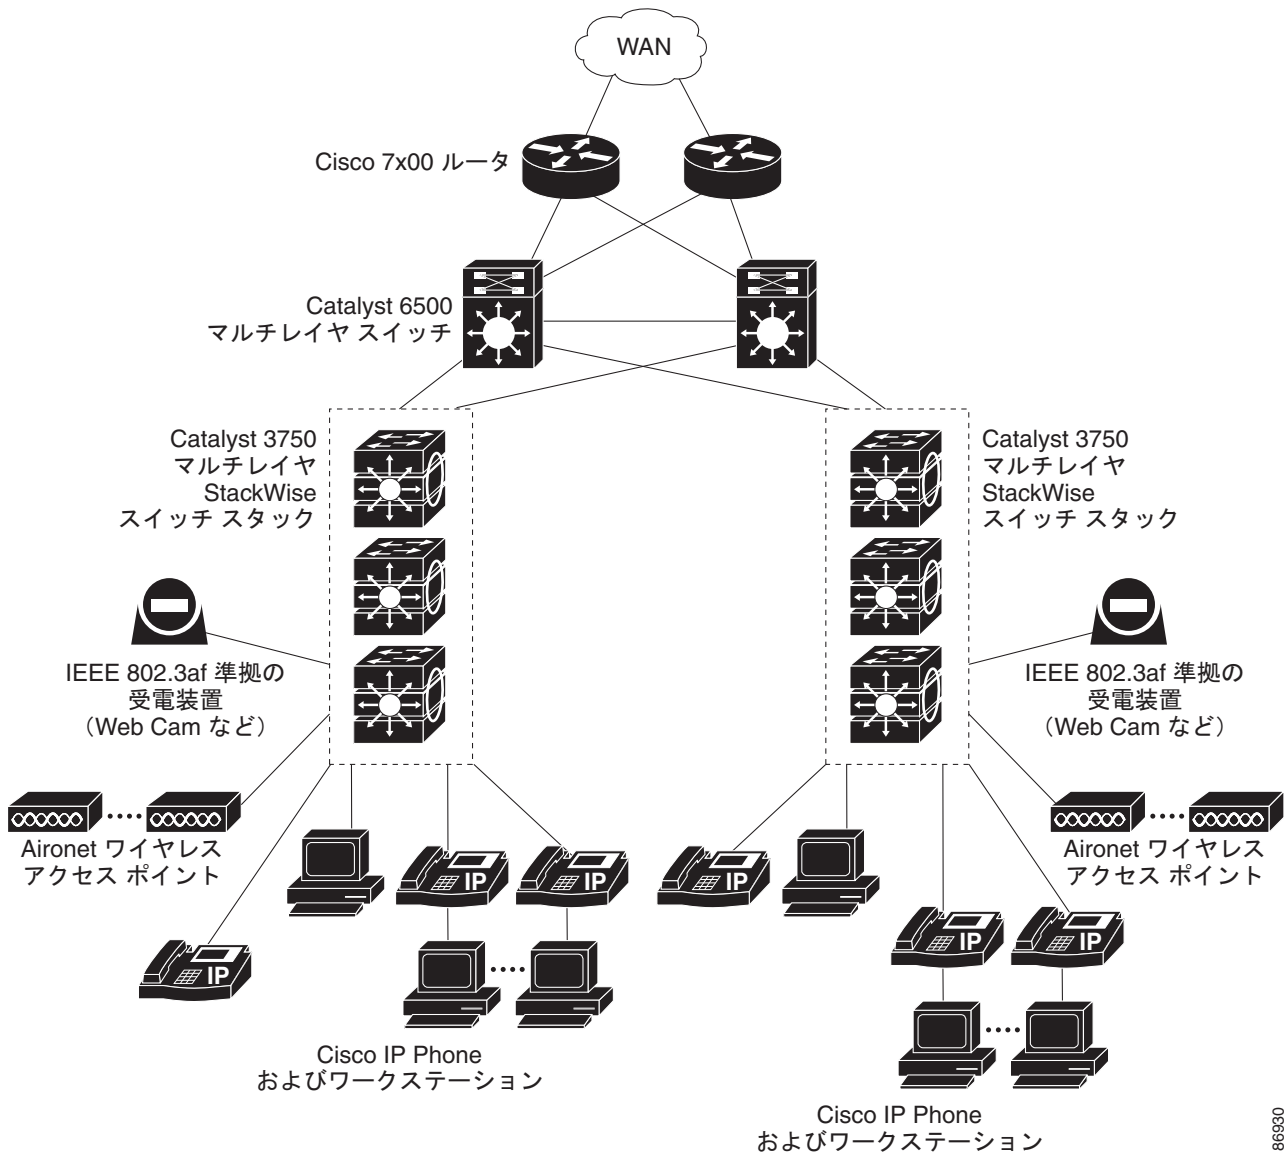 WAN
Cisco 7x00 ルータ
Catalyst 6500
マルチレイヤ スイッチ
Catalyst 3750
マルチレイヤ
StackWise
スイッチ スタック
Catalyst 3750
マルチレイヤ
StackWise
スイッチ スタック
IEEE 802.3af 準拠の
受電装置
（Web Cam など）
IEEE 802.3af 準拠の
受電装置
（Web Cam など）
Aironet ワイヤレス
アクセス ポイント
Aironet ワイヤレス
アクセス ポイント
IP
IP
IP
IP
IP
IP
Cisco IP Phone
およびワークステーション
Cisco IP Phone
およびワークステーション
86930